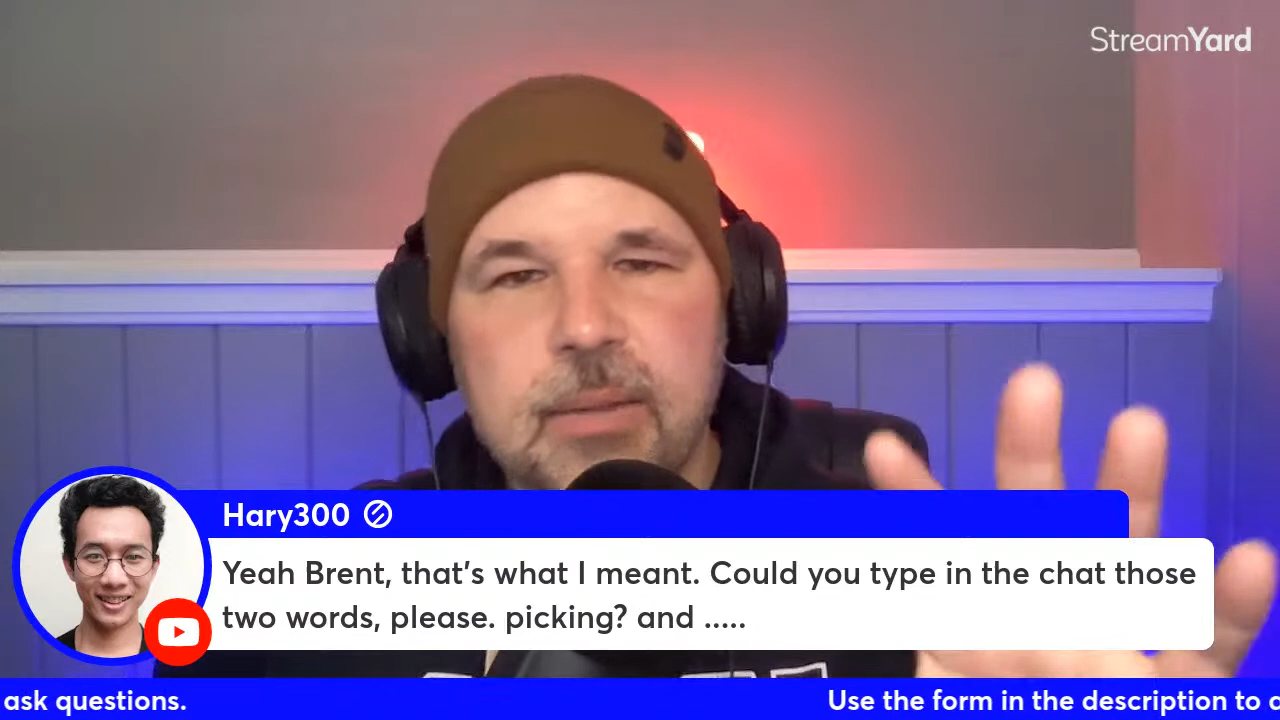 StreamYard
Hary300
Yeah Brent, that's what I meant. Could you type in the chat those
two words, please. picking? and .....
ask questions.
Use the form in the description to